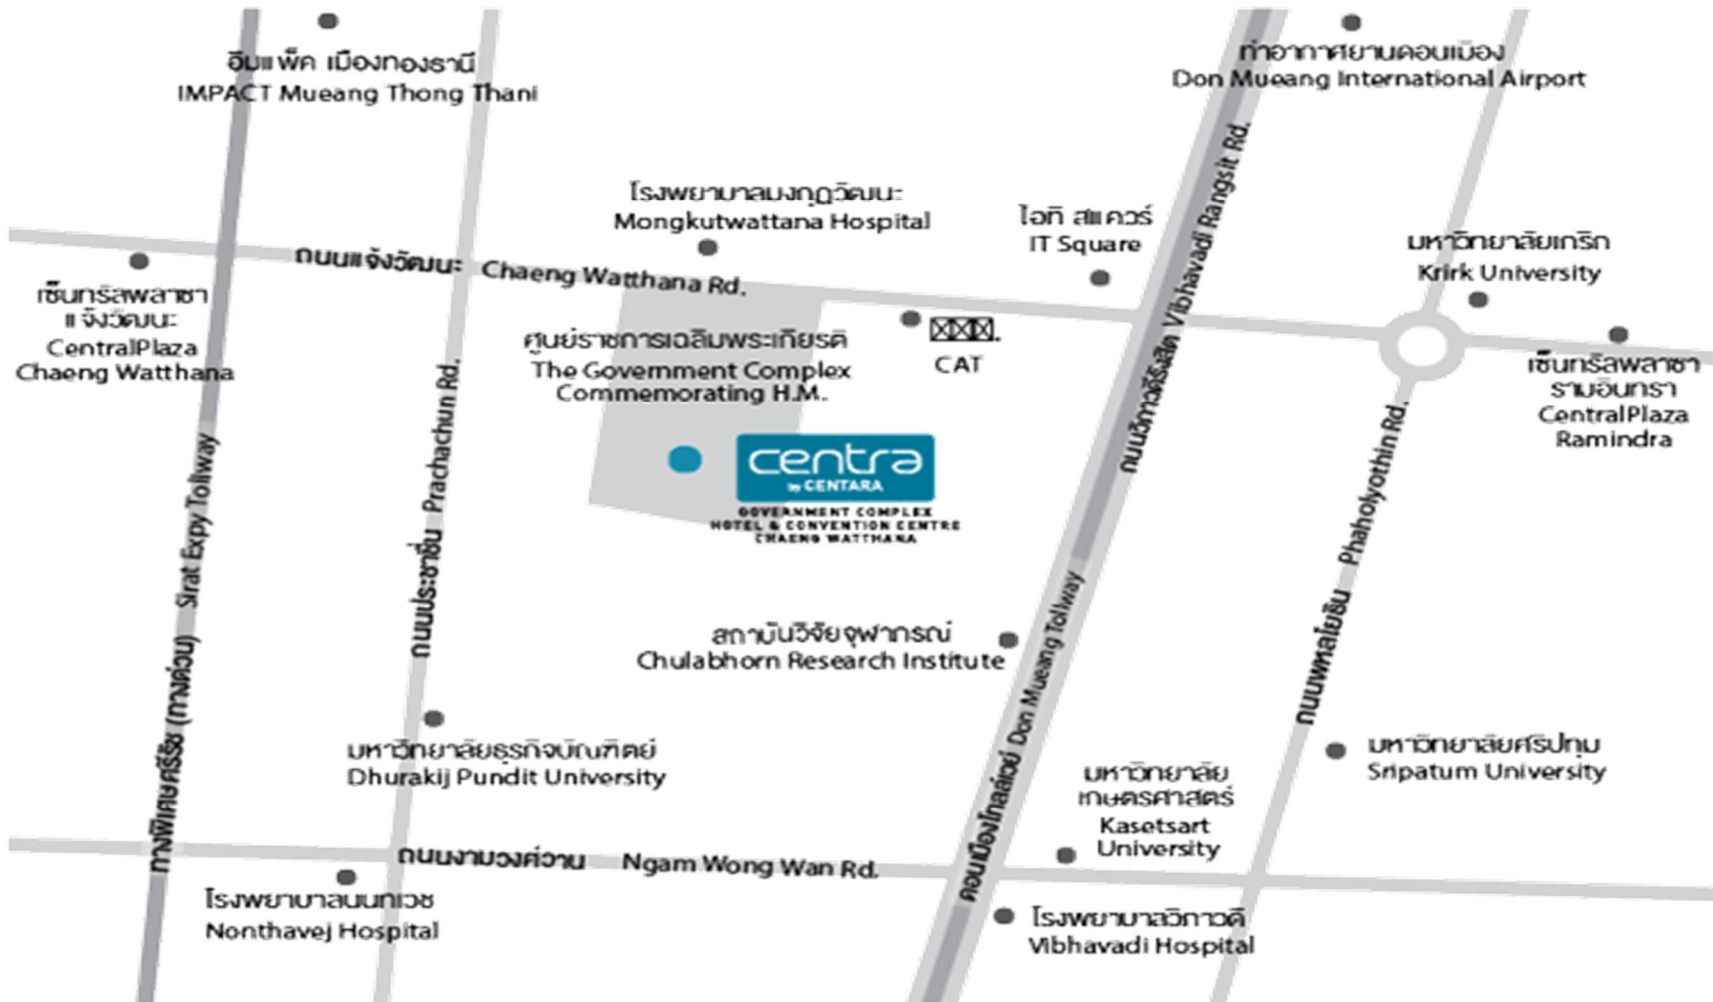 อิมแพ็ค เมืองทองธานี
IMPACT Mueang Thong Thani
ท่าอากาศยานดอนเมือง
Don Mueang International Airport
โรงพยาบาลมงกุฎวัฒนะ
Mongkutwattana Hospital
ไอที สแควร์
IT Square
มหาวิทยาลัยเกริก
Krirk University
ถนนแจ้งวัฒนะ Chaeng Watthana Rd.
เซ็นทรัลพลาซา
แจ้งวัฒนะ
CentralPlaza
Chaeng Watthana
ศูนย์ราชการเฉลิมพระเกียรติ
The Government Complex
Commemorating H.M.
CAT
เซ็นทรัลพลาซา
รามอินทรา
CentralPlaza
Ramindra
centra
by CENTARA
GOVERNMENT COMPLEX
HOTEL & CONVENTION CENTRE
CHAENG WATTHANA
ทางพิเศษศรีรัช (ทางด่วน) Sirat Expy Tollway
ถนนประชาชื่น Prachachun Rd.
ถนนวิภาวดีรังสิต Vibhavadi Rangsit Rd.
ดอนเมืองโทลล์เวย์ Don Mueang Tollway
ถนนพหลโยธิน Phaholyothin Rd.
สถาบันวิจัยจุฬาภรณ์
Chulabhorn Research Institute
มหาวิทยาลัยธุรกิจบัณฑิตย์
Dhurakij Pundit University
มหาวิทยาลัย
เกษตรศาสตร์
Kasetsart
University
มหาวิทยาลัยศรีปทุม
Sripatum University
ถนนงามวงศ์วาน Ngam Wong Wan Rd.
โรงพยาบาลนนทเวช
Nonthavej Hospital
โรงพยาบาลวิภาวดี
Vibhavadi Hospital